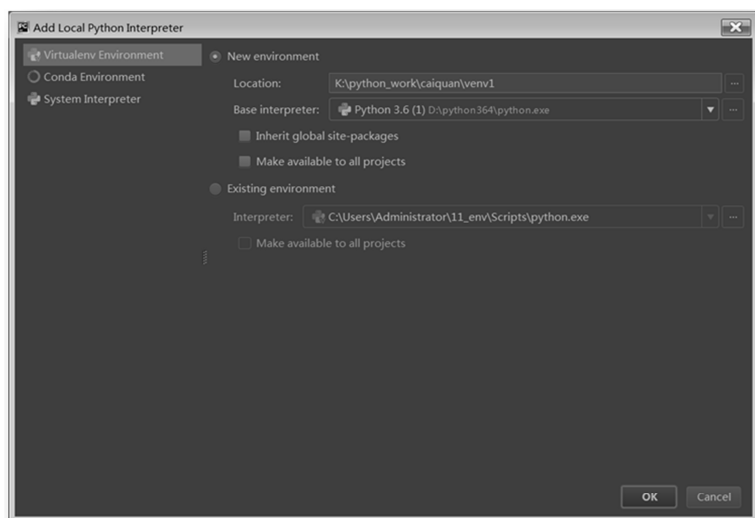 Add Local Python Interpreter
Virtualenv Environment
Conda Environment
System Interpreter
New environment
Location: K:\python_work\caiquan\venv1 ...
Base interpreter: Python 3.6 (1) D:\python364\python.exe ...
Inherit global site-packages
Make available to all projects
Existing environment
Interpreter: C:\Users\Administrator\11_env\Scripts\python.exe ...
Make available to all projects
OK Cancel